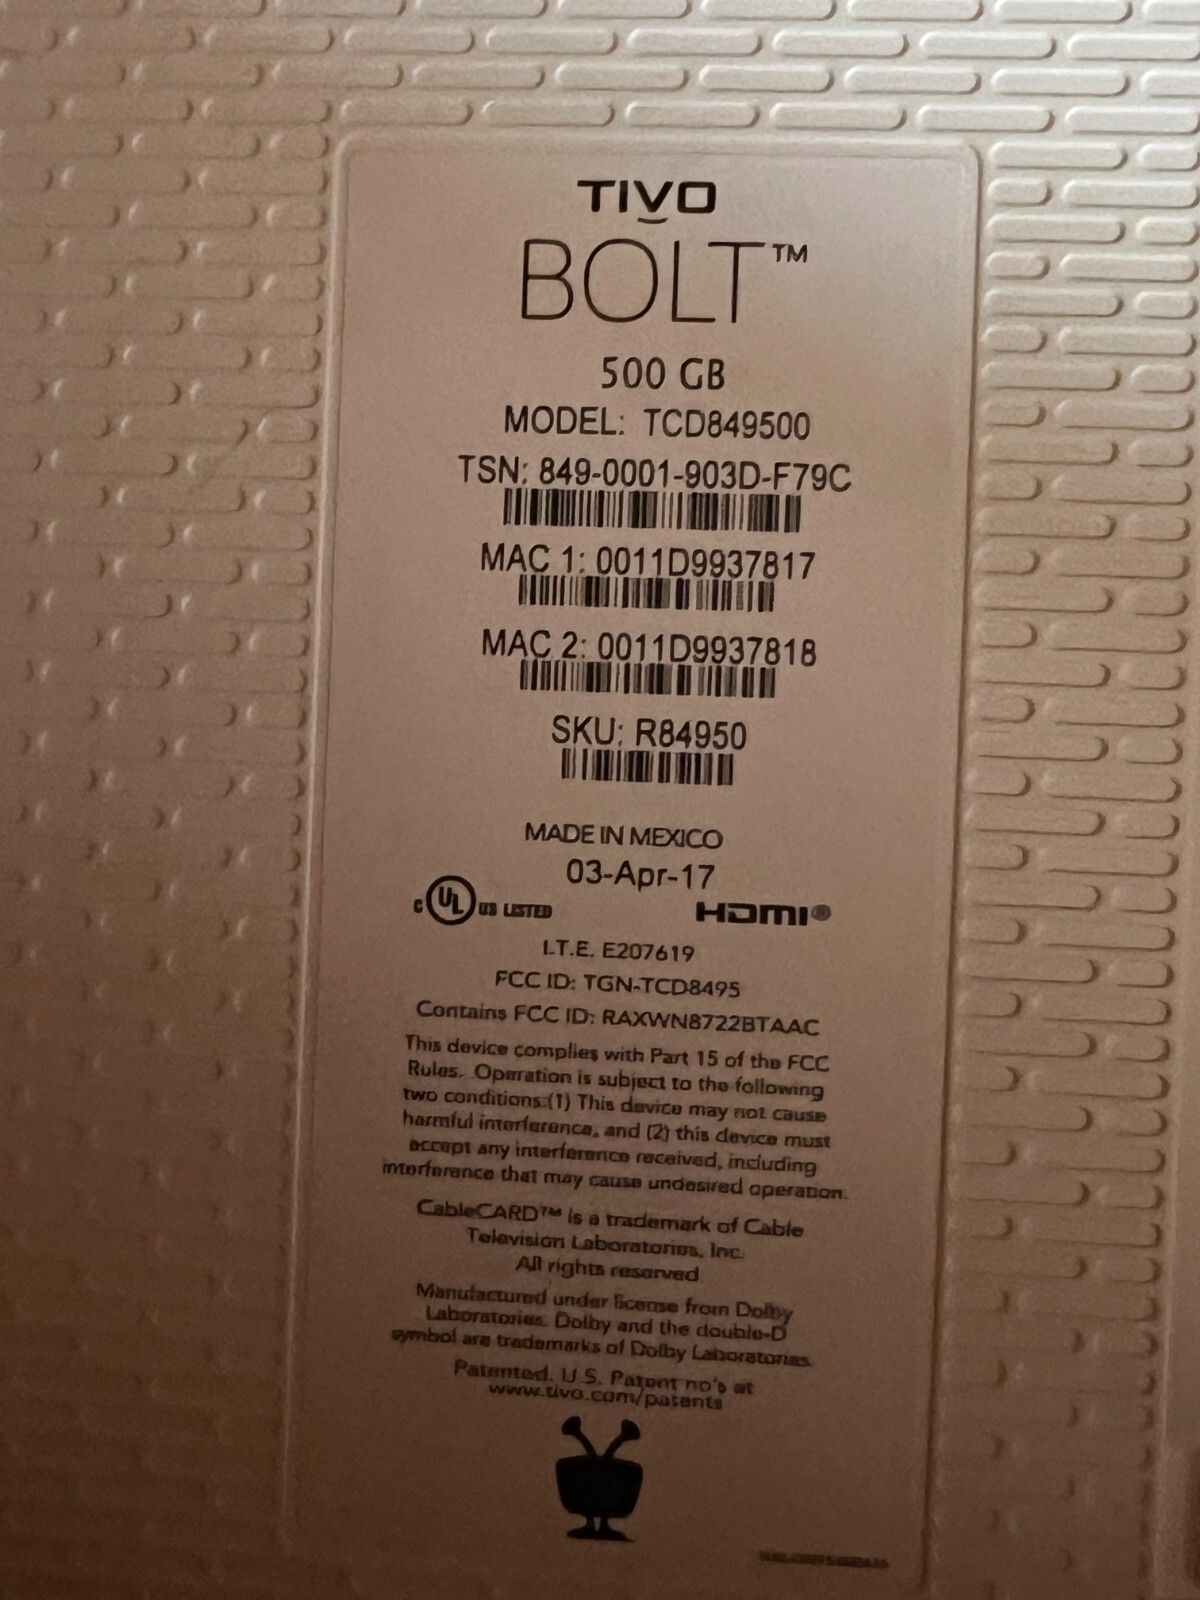 TIVO
BOLT™
500 GB
MODEL: TCD849500
TSN: 849-0001-903D-F79C
MAC 1: 0011D9937817
MAC 2: 0011D9937818
SKU: R84950
MADE IN MEXICO
03-Apr-17
C UL US LISTED HDMI®
I.T.E. E207619
FCC ID: TGN-TCD8495
Contains FCC ID: RAXWN8722BTAAC
This device complies with Part 15 of the FCC
Rules. Operation is subject to the following
two conditions:(1) This device may not cause
harmful interference, and (2) this device must
accept any interference received, including
interference that may cause undesired operation.
CableCARD™ is a trademark of Cable
Television Laboratories, Inc.
All rights reserved
Manufactured under license from Dolby
Laboratories. Dolby and the double-D
symbol are trademarks of Dolby Laboratories.
Patented. U.S. Patent no's at
www.tivo.com/patents